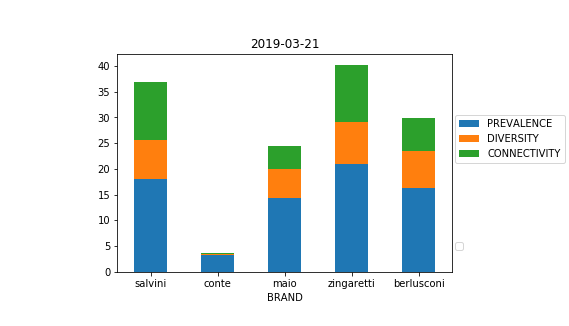 2019-03-21
40
35
30
25
20
15
10
5
0
salvini conte maio zingaretti berlusconi
BRAND
PREVALENCE
DIVERSITY
CONNECTIVITY